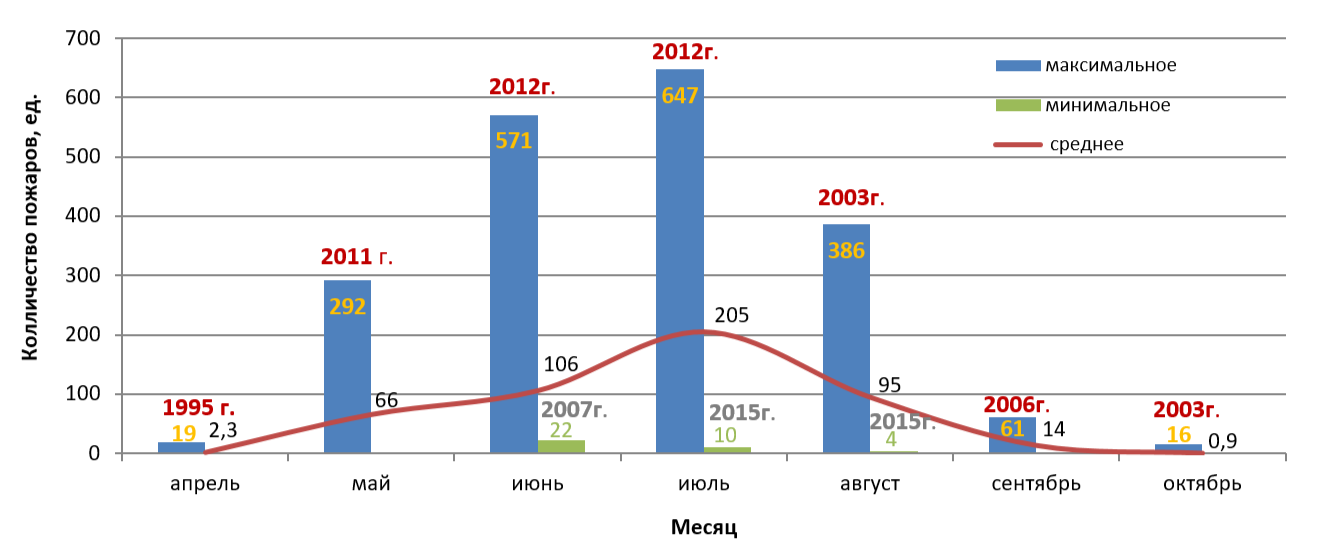 Колличество пожаров, ед.
700
600
500
400
300
200
100
0
2012г.
647
2012г.
571
2003г.
386
2011 г.
292
205
106
95
66
1995 г.
19
2,3
2007г.
22
2015г.
10
2015г.
4
2006г.
61
14
2003г.
16
0,9
максимальное
минимальное
среднее
апрель май июнь июль август сентябрь октябрь
Месяц